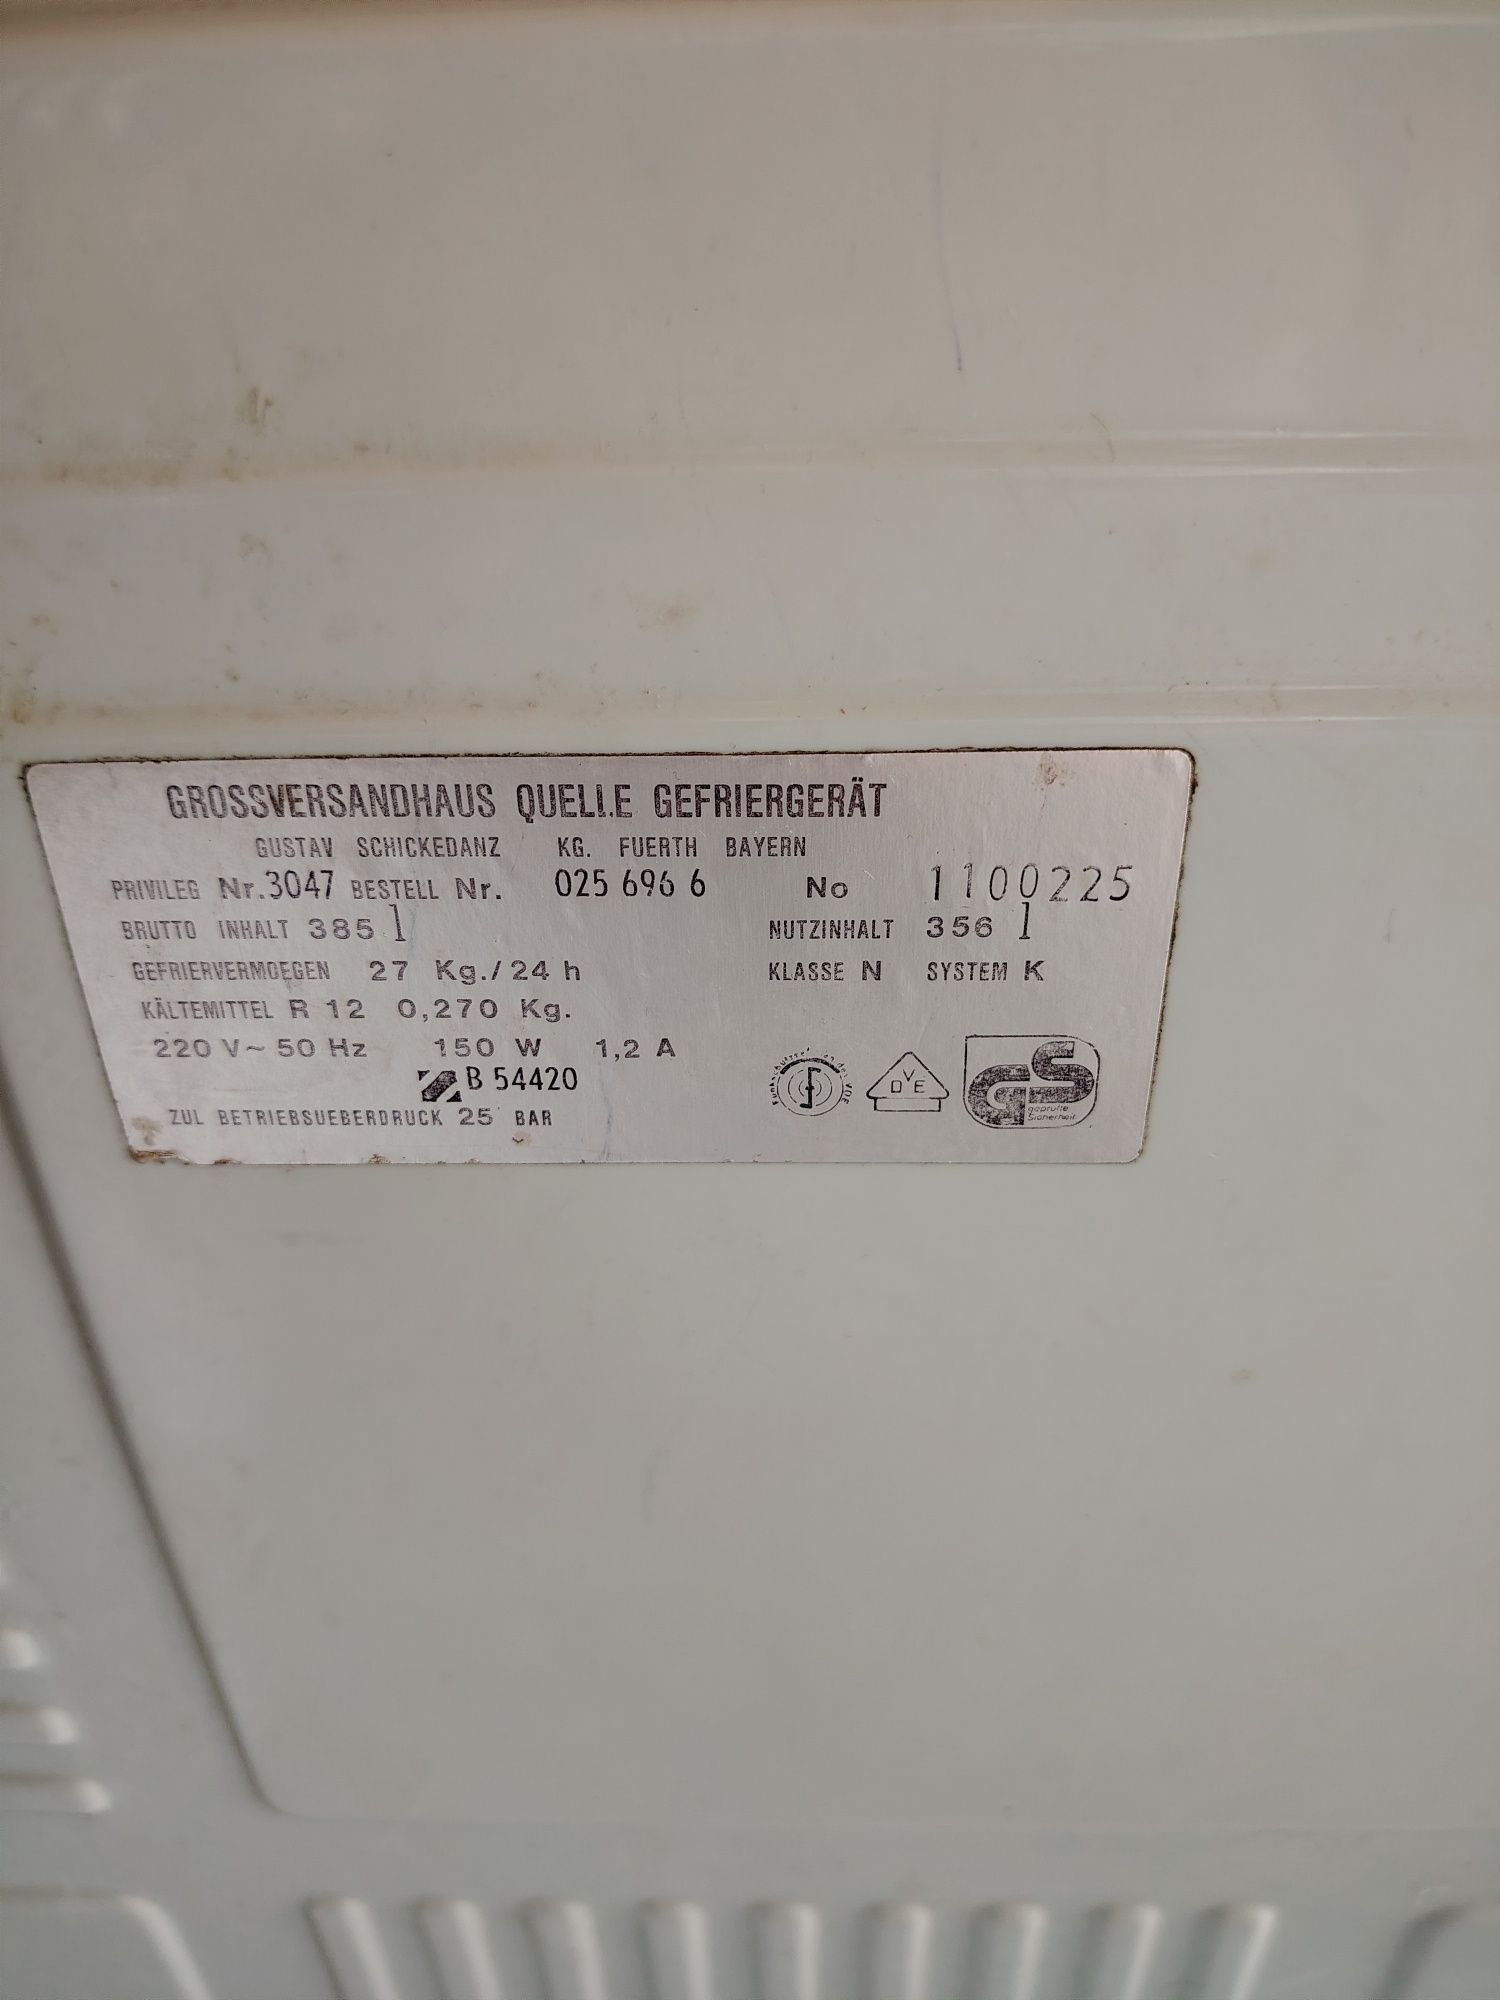 GROSSVERSANDHAUS QUELLE GEFRIERGERÄT
GUSTAV SCHICKEDANZ KG. FUERTH BAYERN
PRIVILEG Nr.3047 BESTELL Nr. 025 696 6 No 1100225
BRUTTO INHALT 385 l NUTZINHALT 356 l
GEFRIERVERMOEGEN 27 Kg./24 h KLASSE N SYSTEM K
KÄLTEMITTEL R 12 0,270 Kg.
220 V~ 50 Hz 150 W 1,2 A
B 54420
ZUL BETRIEBSUEBERDRUCK 25 BAR
DVE
GS
geprüfte
Sicherheit